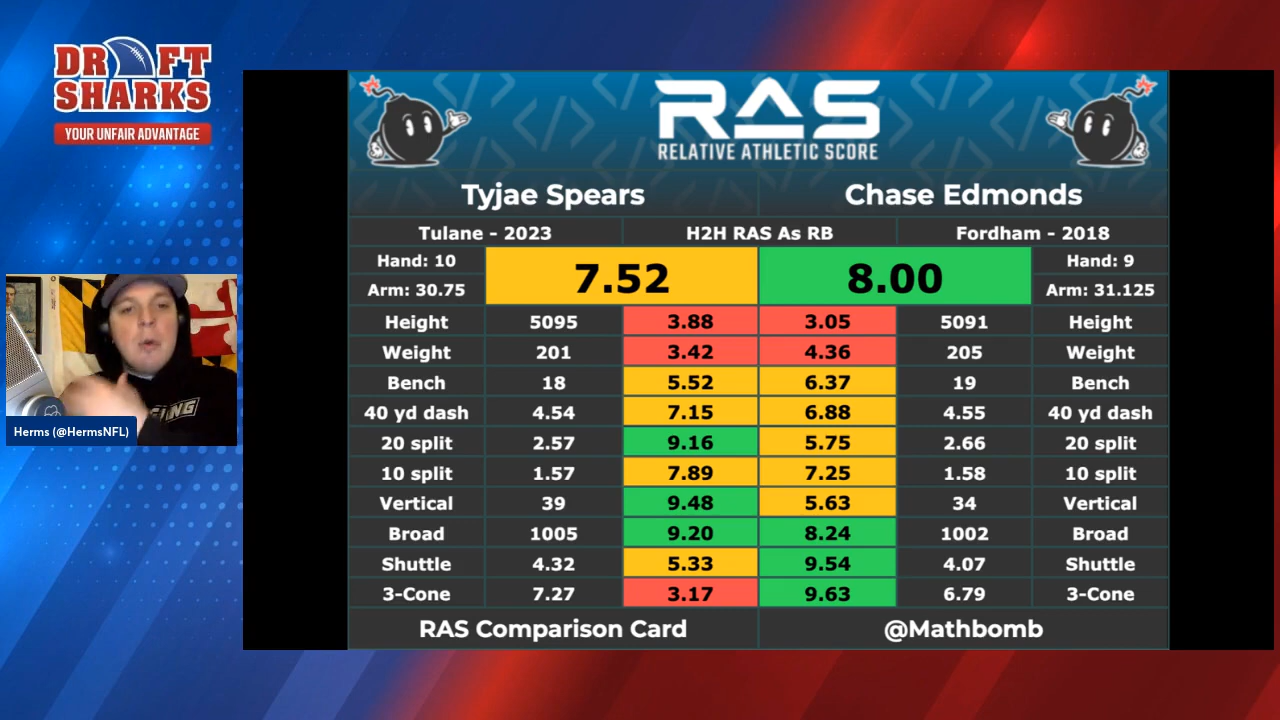 DRAFT
SHARKS
YOUR UNFAIR ADVANTAGE
RAS
RELATIVE ATHLETIC SCORE
Tyjae Spears Chase Edmonds
Tulane - 2023 H2H RAS As RB Fordham - 2018
Hand: 10 7.52 8.00 Hand: 9
Arm: 30.75 Arm: 31.125
Height 5095 3.88 3.05 5091 Height
Weight 201 3.42 4.36 205 Weight
Bench 18 5.52 6.37 19 Bench
40 yd dash 4.54 7.15 6.88 4.55 40 yd dash
20 split 2.57 9.16 5.75 2.66 20 split
10 split 1.57 7.89 7.25 1.58 10 split
Vertical 39 9.48 5.63 34 Vertical
Broad 1005 9.20 8.24 1002 Broad
Shuttle 4.32 5.33 9.54 4.07 Shuttle
3-Cone 7.27 3.17 9.63 6.79 3-Cone
RAS Comparison Card @Mathbomb
Herms (@HermsNFL)